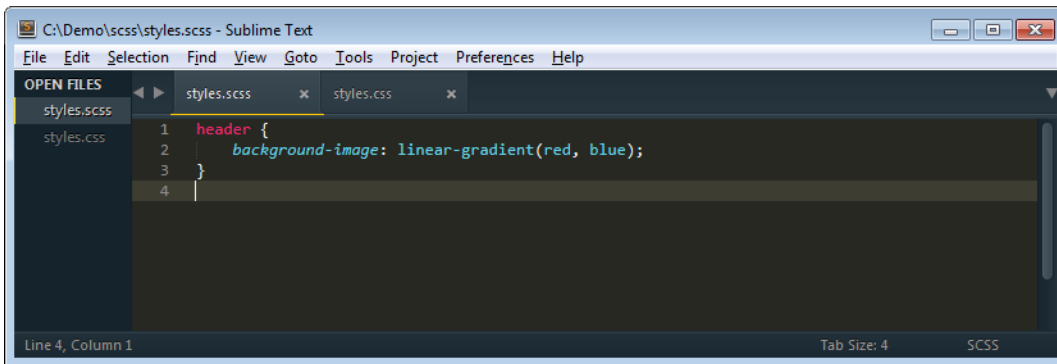 C:\Demo\scss\styles.scss - Sublime Text
File Edit Selection Find View Goto Tools Project Preferences Help
OPEN FILES
styles.scss
styles.css
styles.scss × styles.css ×
1 header {
2     background-image: linear-gradient(red, blue);
3 }
4
Line 4, Column 1 Tab Size: 4 SCSS